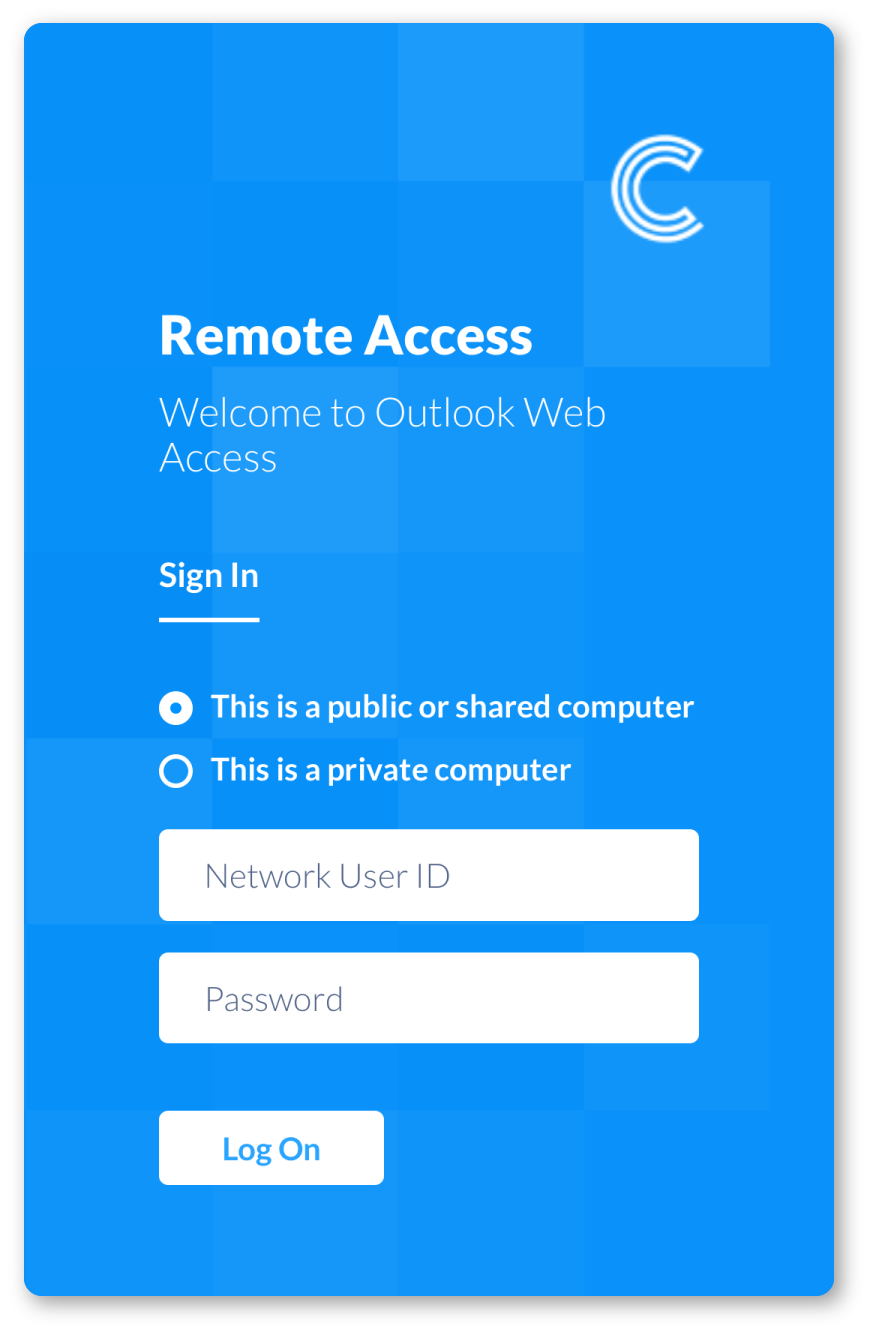 C
Remote Access
Welcome to Outlook Web
Access
Sign In
This is a public or shared computer
This is a private computer
Network User ID
Password
Log On